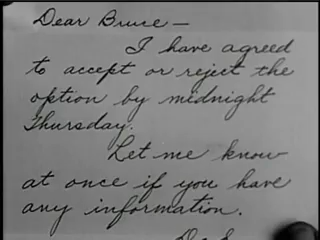 Dear Bruce —
I have agreed
to accept or reject the
option by midnight
Thursday.
Let me know
at once if you have
any information.